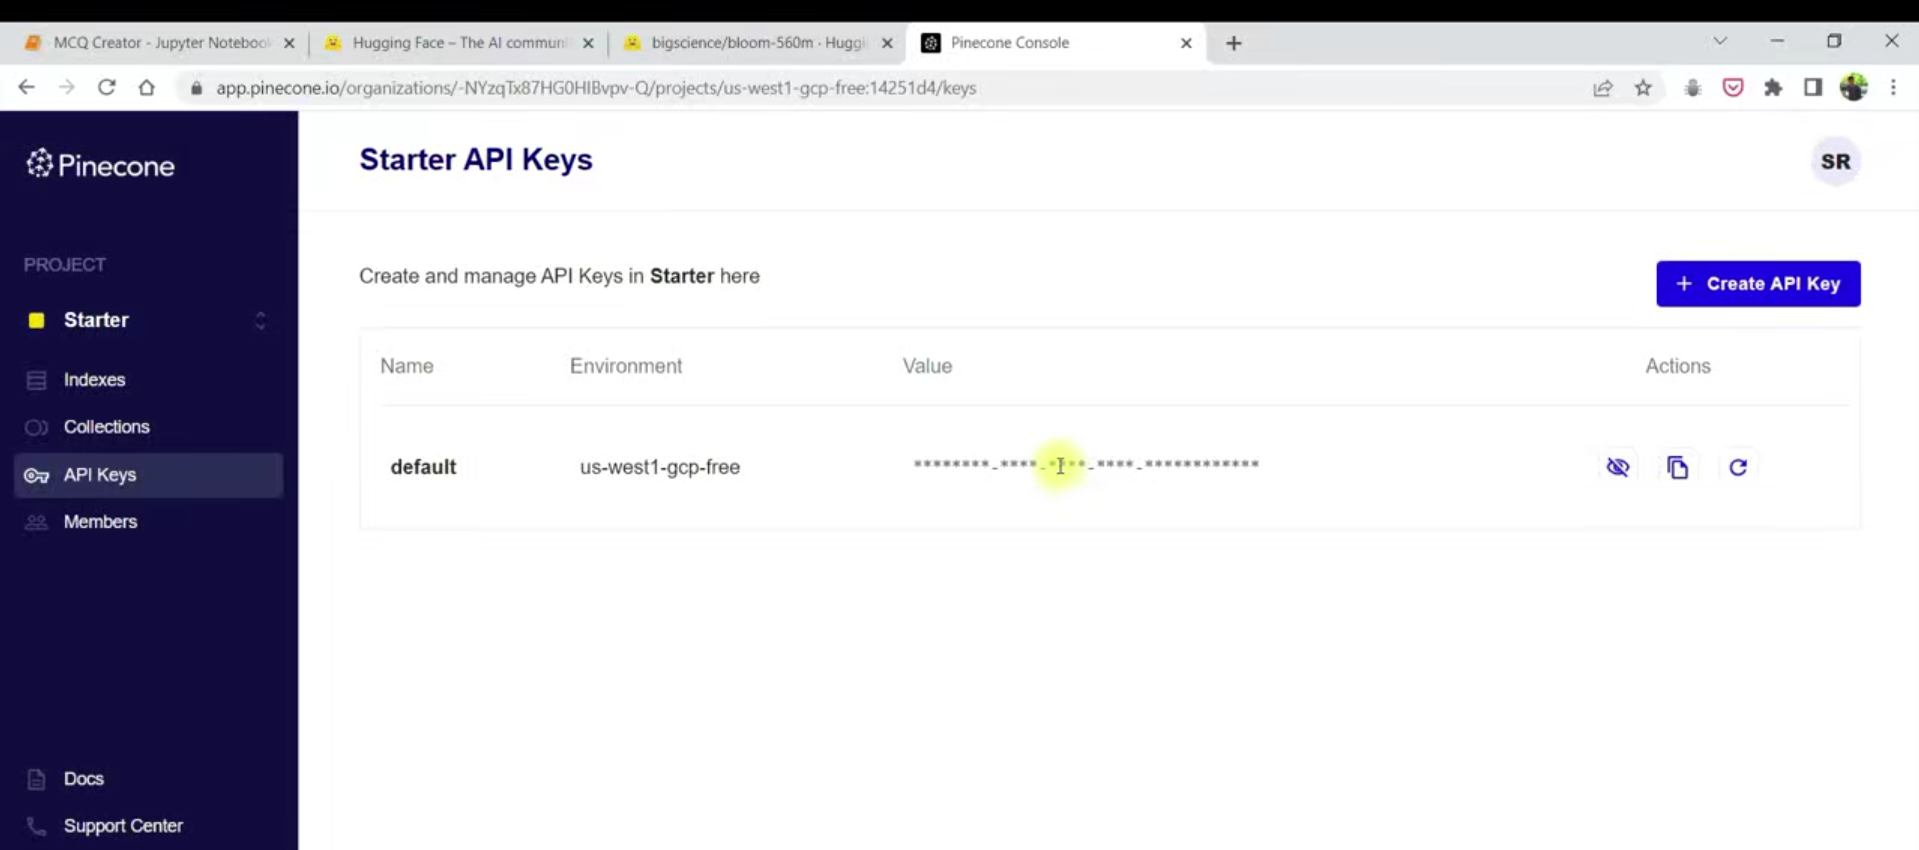 MCQ Creator - Jupyter Noteboo
Hugging Face – The AI commun
bigscience/bloom-560m · Huggi
Pinecone Console
app.pinecone.io/organizations/-NYzqTx87HG0HIBvpv-Q/projects/us-west1-gcp-free:14251d4/keys
Pinecone
Starter API Keys
SR
PROJECT
Create and manage API Keys in Starter here
+ Create API Key
Starter
Name Environment Value Actions
Indexes
Collections
default us-west1-gcp-free ********-****-****-****-************
API Keys
Members
Docs
Support Center